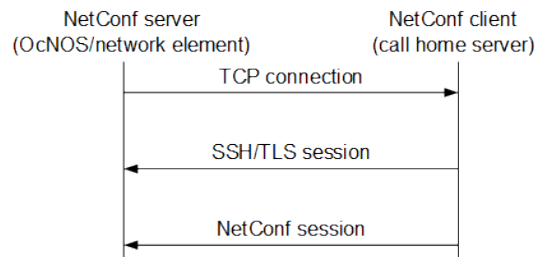 NetConf server
(OcNOS/network element)
NetConf client
(call home server)
TCP connection
SSH/TLS session
NetConf session